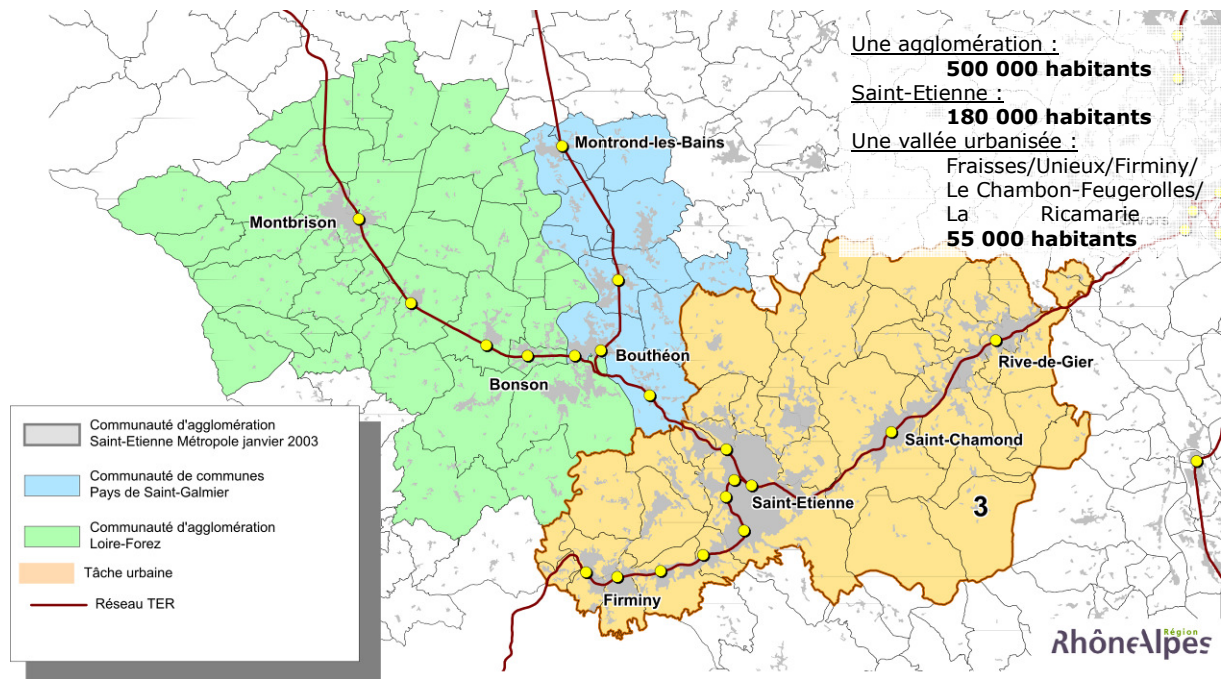 Une agglomération :
500 000 habitants
Saint-Etienne :
180 000 habitants
Une vallée urbanisée :
Fraisses/Unieux/Firminy/
Le Chambon-Feugerolles/
La Ricamarie
55 000 habitants
Montrond-les-Bains
Montbrison
Bouthéon
Bonson
Rive-de-Gier
Saint-Chamond
Saint-Etienne
3
Firminy
Communauté d'agglomération
Saint-Etienne Métropole janvier 2003
Communauté de communes
Pays de Saint-Galmier
Communauté d'agglomération
Loire-Forez
Tâche urbaine
Réseau TER
Région
RhôneAlpes